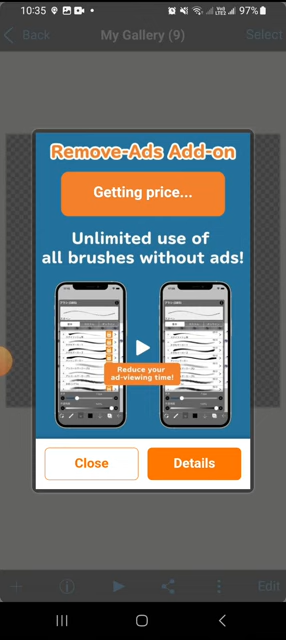 10:35
97%
Back
My Gallery (9)
Select
Remove-Ads Add-on
Getting price...
Unlimited use of
all brushes without ads!
Reduce your
ad-viewing time!
Close
Details
Edit